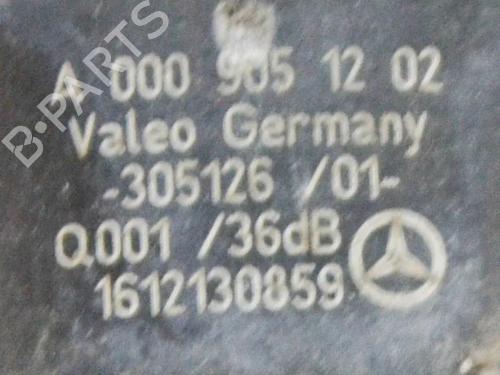 B-PARTS
A 000 905 12 02
Valeo Germany
-305126 /01-
Q.001 /36dB
1612130859